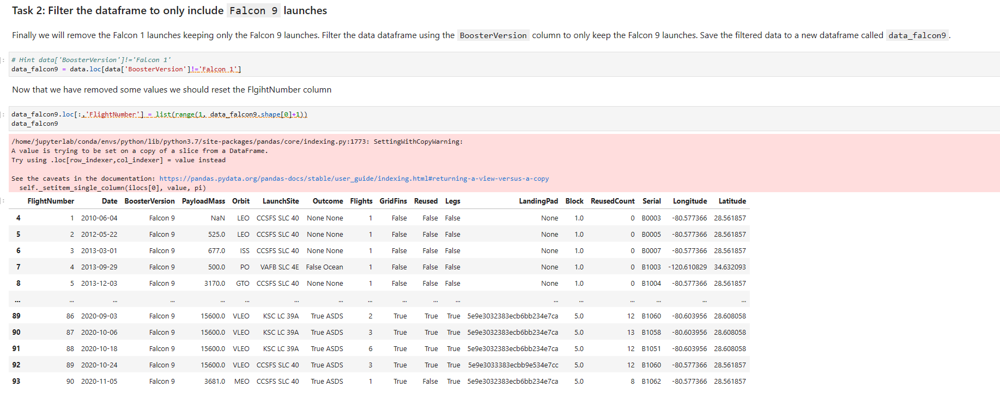 Task 2: Filter the dataframe to only include Falcon 9 launches
Finally we will remove the Falcon 1 launches keeping only the Falcon 9 launches. Filter the data dataframe using the BoosterVersion column to only keep the Falcon 9 launches. Save the filtered data to a new dataframe called data_falcon9.
]:
# Hint data['BoosterVersion']!='Falcon 1'
data_falcon9 = data.loc[data['BoosterVersion']!='Falcon 1']
Now that we have removed some values we should reset the FlgihtNumber column
]:
data_falcon9.loc[:,'FlightNumber'] = list(range(1, data_falcon9.shape[0]+1))
data_falcon9
/home/jupyterlab/conda/envs/python/lib/python3.7/site-packages/pandas/core/indexing.py:1773: SettingWithCopyWarning:
A value is trying to be set on a copy of a slice from a DataFrame.
Try using .loc[row_indexer,col_indexer] = value instead
See the caveats in the documentation: https://pandas.pydata.org/pandas-docs/stable/user_guide/indexing.html#returning-a-view-versus-a-copy
self._setitem_single_column(ilocs[0], value, pi)
]:
FlightNumber Date BoosterVersion PayloadMass Orbit LaunchSite Outcome Flights GridFins Reused Legs LandingPad Block ReusedCount Serial Longitude Latitude
4 1 2010-06-04 Falcon 9 NaN LEO CCSFS SLC 40 None None 1 False False False None 1.0 0 B0003 -80.577366 28.561857
5 2 2012-05-22 Falcon 9 525.0 LEO CCSFS SLC 40 None None 1 False False False None 1.0 0 B0005 -80.577366 28.561857
6 3 2013-03-01 Falcon 9 677.0 ISS CCSFS SLC 40 None None 1 False False False None 1.0 0 B0007 -80.577366 28.561857
7 4 2013-09-29 Falcon 9 500.0 PO VAFB SLC 4E False Ocean 1 False False False None 1.0 0 B1003 -120.610829 34.632093
8 5 2013-12-03 Falcon 9 3170.0 GTO CCSFS SLC 40 None None 1 False False False None 1.0 0 B1004 -80.577366 28.561857
... ... ... ... ... ... ... ... ... ... ... ... ... ... ... ... ... ...
89 86 2020-09-03 Falcon 9 15600.0 VLEO KSC LC 39A True ASDS 2 True True True 5e9e3032383ecb6bb234e7ca 5.0 12 B1060 -80.603956 28.608058
90 87 2020-10-06 Falcon 9 15600.0 VLEO KSC LC 39A True ASDS 3 True True True 5e9e3032383ecb6bb234e7ca 5.0 13 B1058 -80.603956 28.608058
91 88 2020-10-18 Falcon 9 15600.0 VLEO KSC LC 39A True ASDS 6 True True True 5e9e3032383ecb6bb234e7ca 5.0 12 B1051 -80.603956 28.608058
92 89 2020-10-24 Falcon 9 15600.0 VLEO CCSFS SLC 40 True ASDS 3 True True True 5e9e3033383ecbb9e534e7cc 5.0 12 B1060 -80.577366 28.561857
93 90 2020-11-05 Falcon 9 3681.0 MEO CCSFS SLC 40 True ASDS 1 True False True 5e9e3032383ecb6bb234e7ca 5.0 8 B1062 -80.577366 28.561857